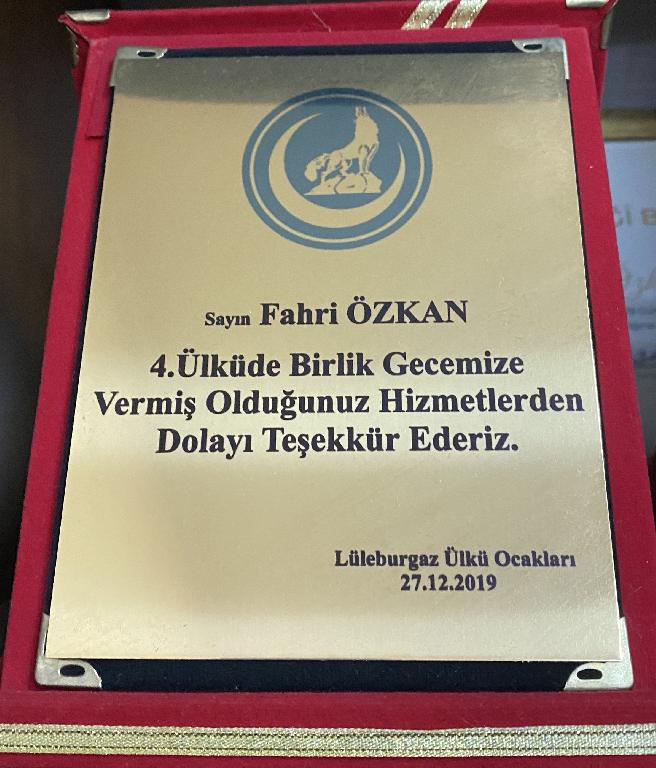 Sayın Fahri ÖZKAN
4.Ülküde Birlik Gecemize
Vermiş Olduğunuz Hizmetlerden
Dolayı Teşekkür Ederiz.
Lüleburgaz Ülkü Ocakları
27.12.2019